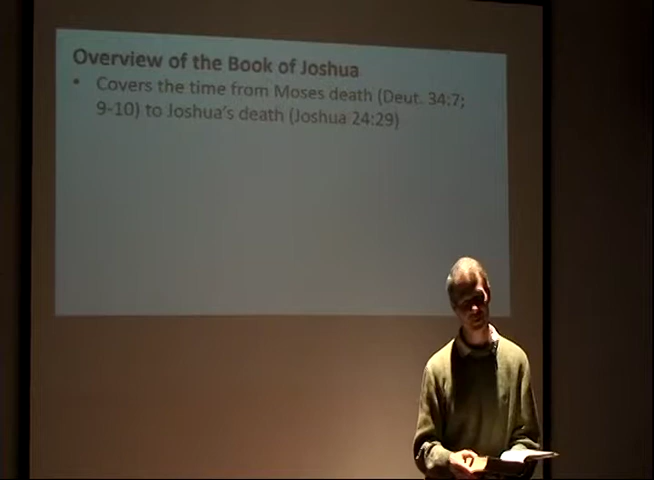 Overview of the Book of Joshua
• Covers the time from Moses death (Deut. 34:7;
9-10) to Joshua's death (Joshua 24:29)